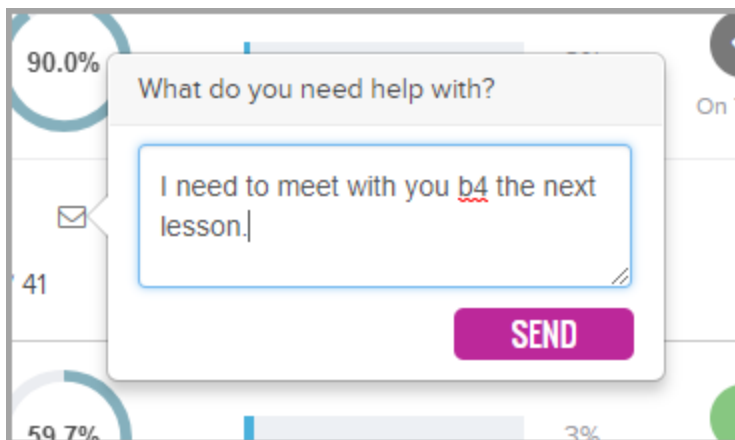 90.0%
What do you need help with?
On
I need to meet with you b4 the next
lesson.
41
SEND
59.7%
3%